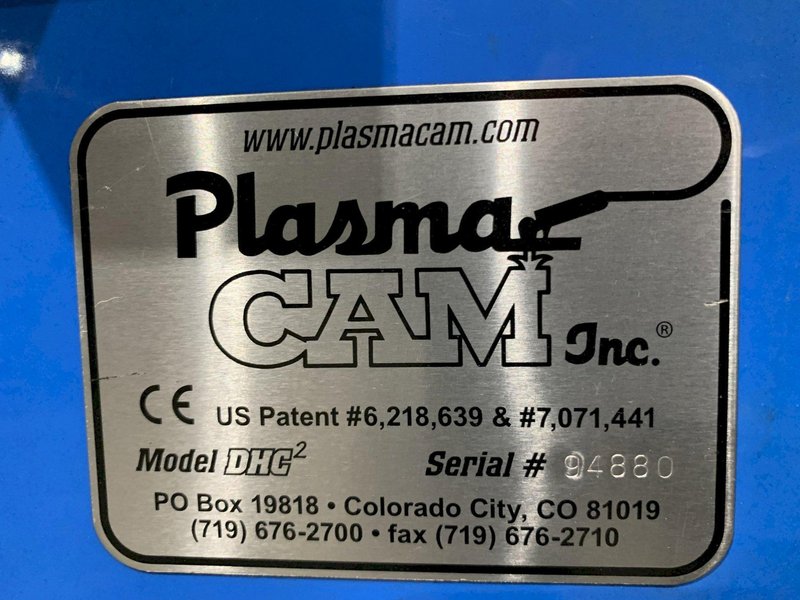 www.plasmacam.com
Plasma
CAM Inc.®
CE US Patent #6,218,639 & #7,071,441
Model DHC² Serial # 94880
PO Box 19818 • Colorado City, CO 81019
(719) 676-2700 • fax (719) 676-2710